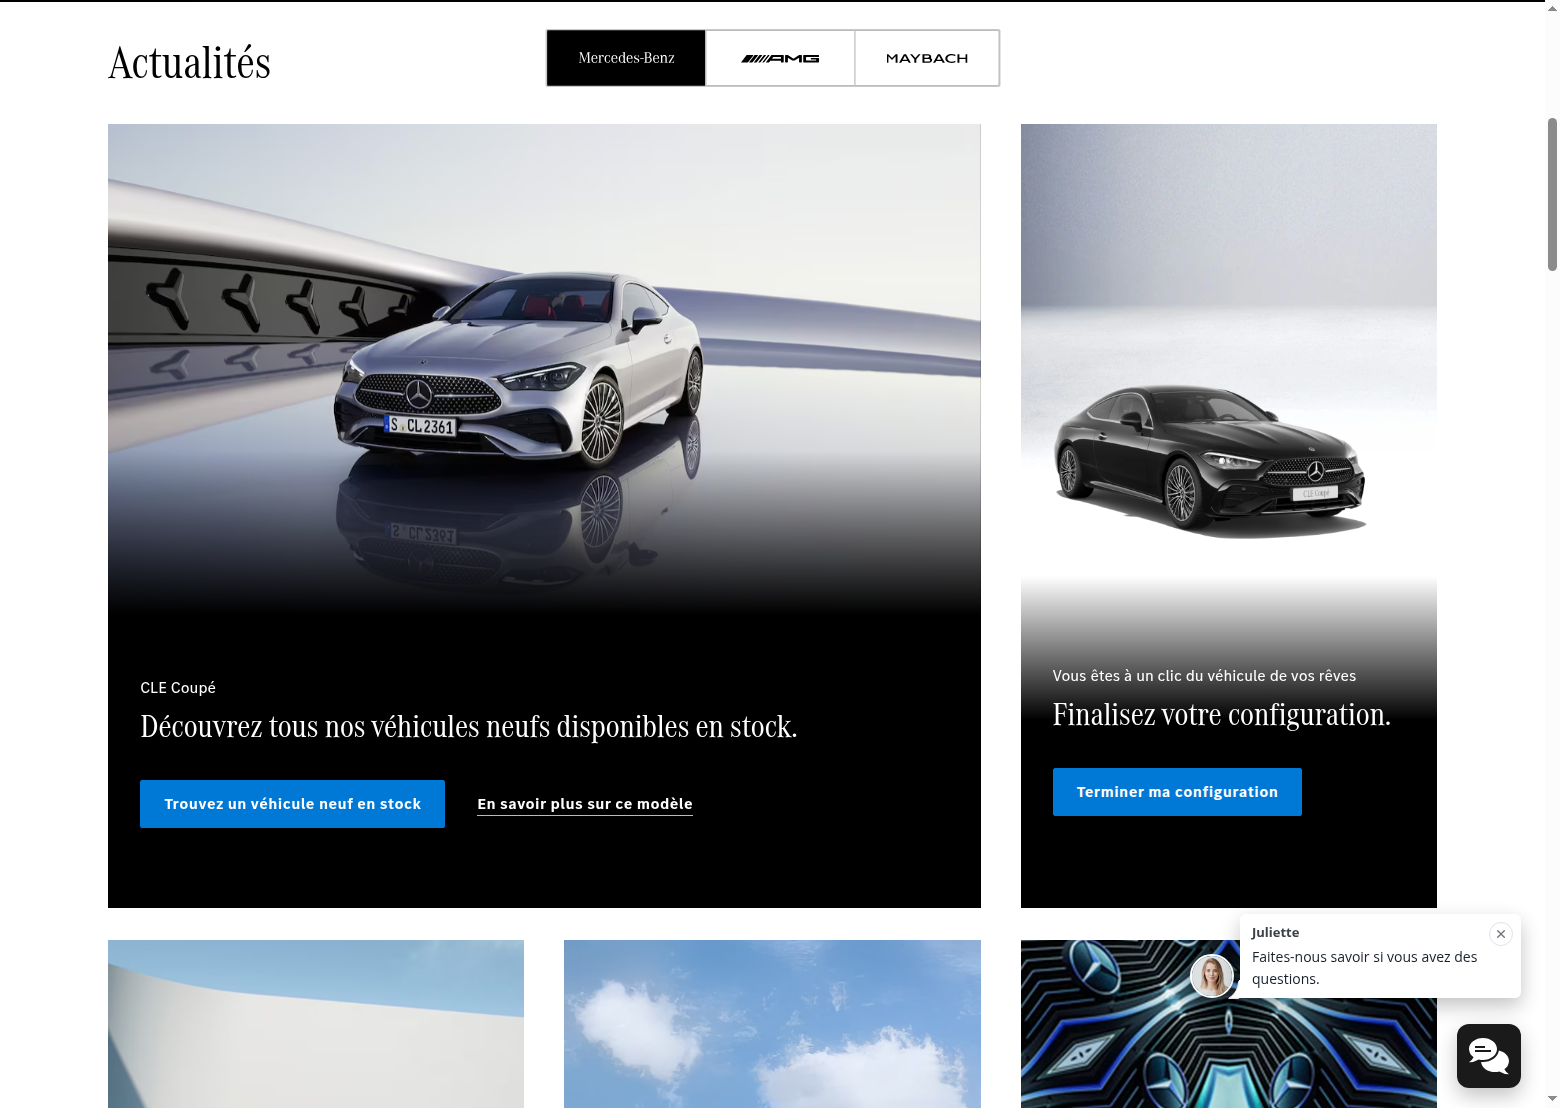 Actualités
Mercedes-Benz
AMG
MAYBACH
S CL 2361
CLE Coupé
CLE Coupé
Découvrez tous nos véhicules neufs disponibles en stock.
Trouvez un véhicule neuf en stock
En savoir plus sur ce modèle
Vous êtes à un clic du véhicule de vos rêves
Finalisez votre configuration.
Terminer ma configuration
Juliette
Faites-nous savoir si vous avez des
questions.